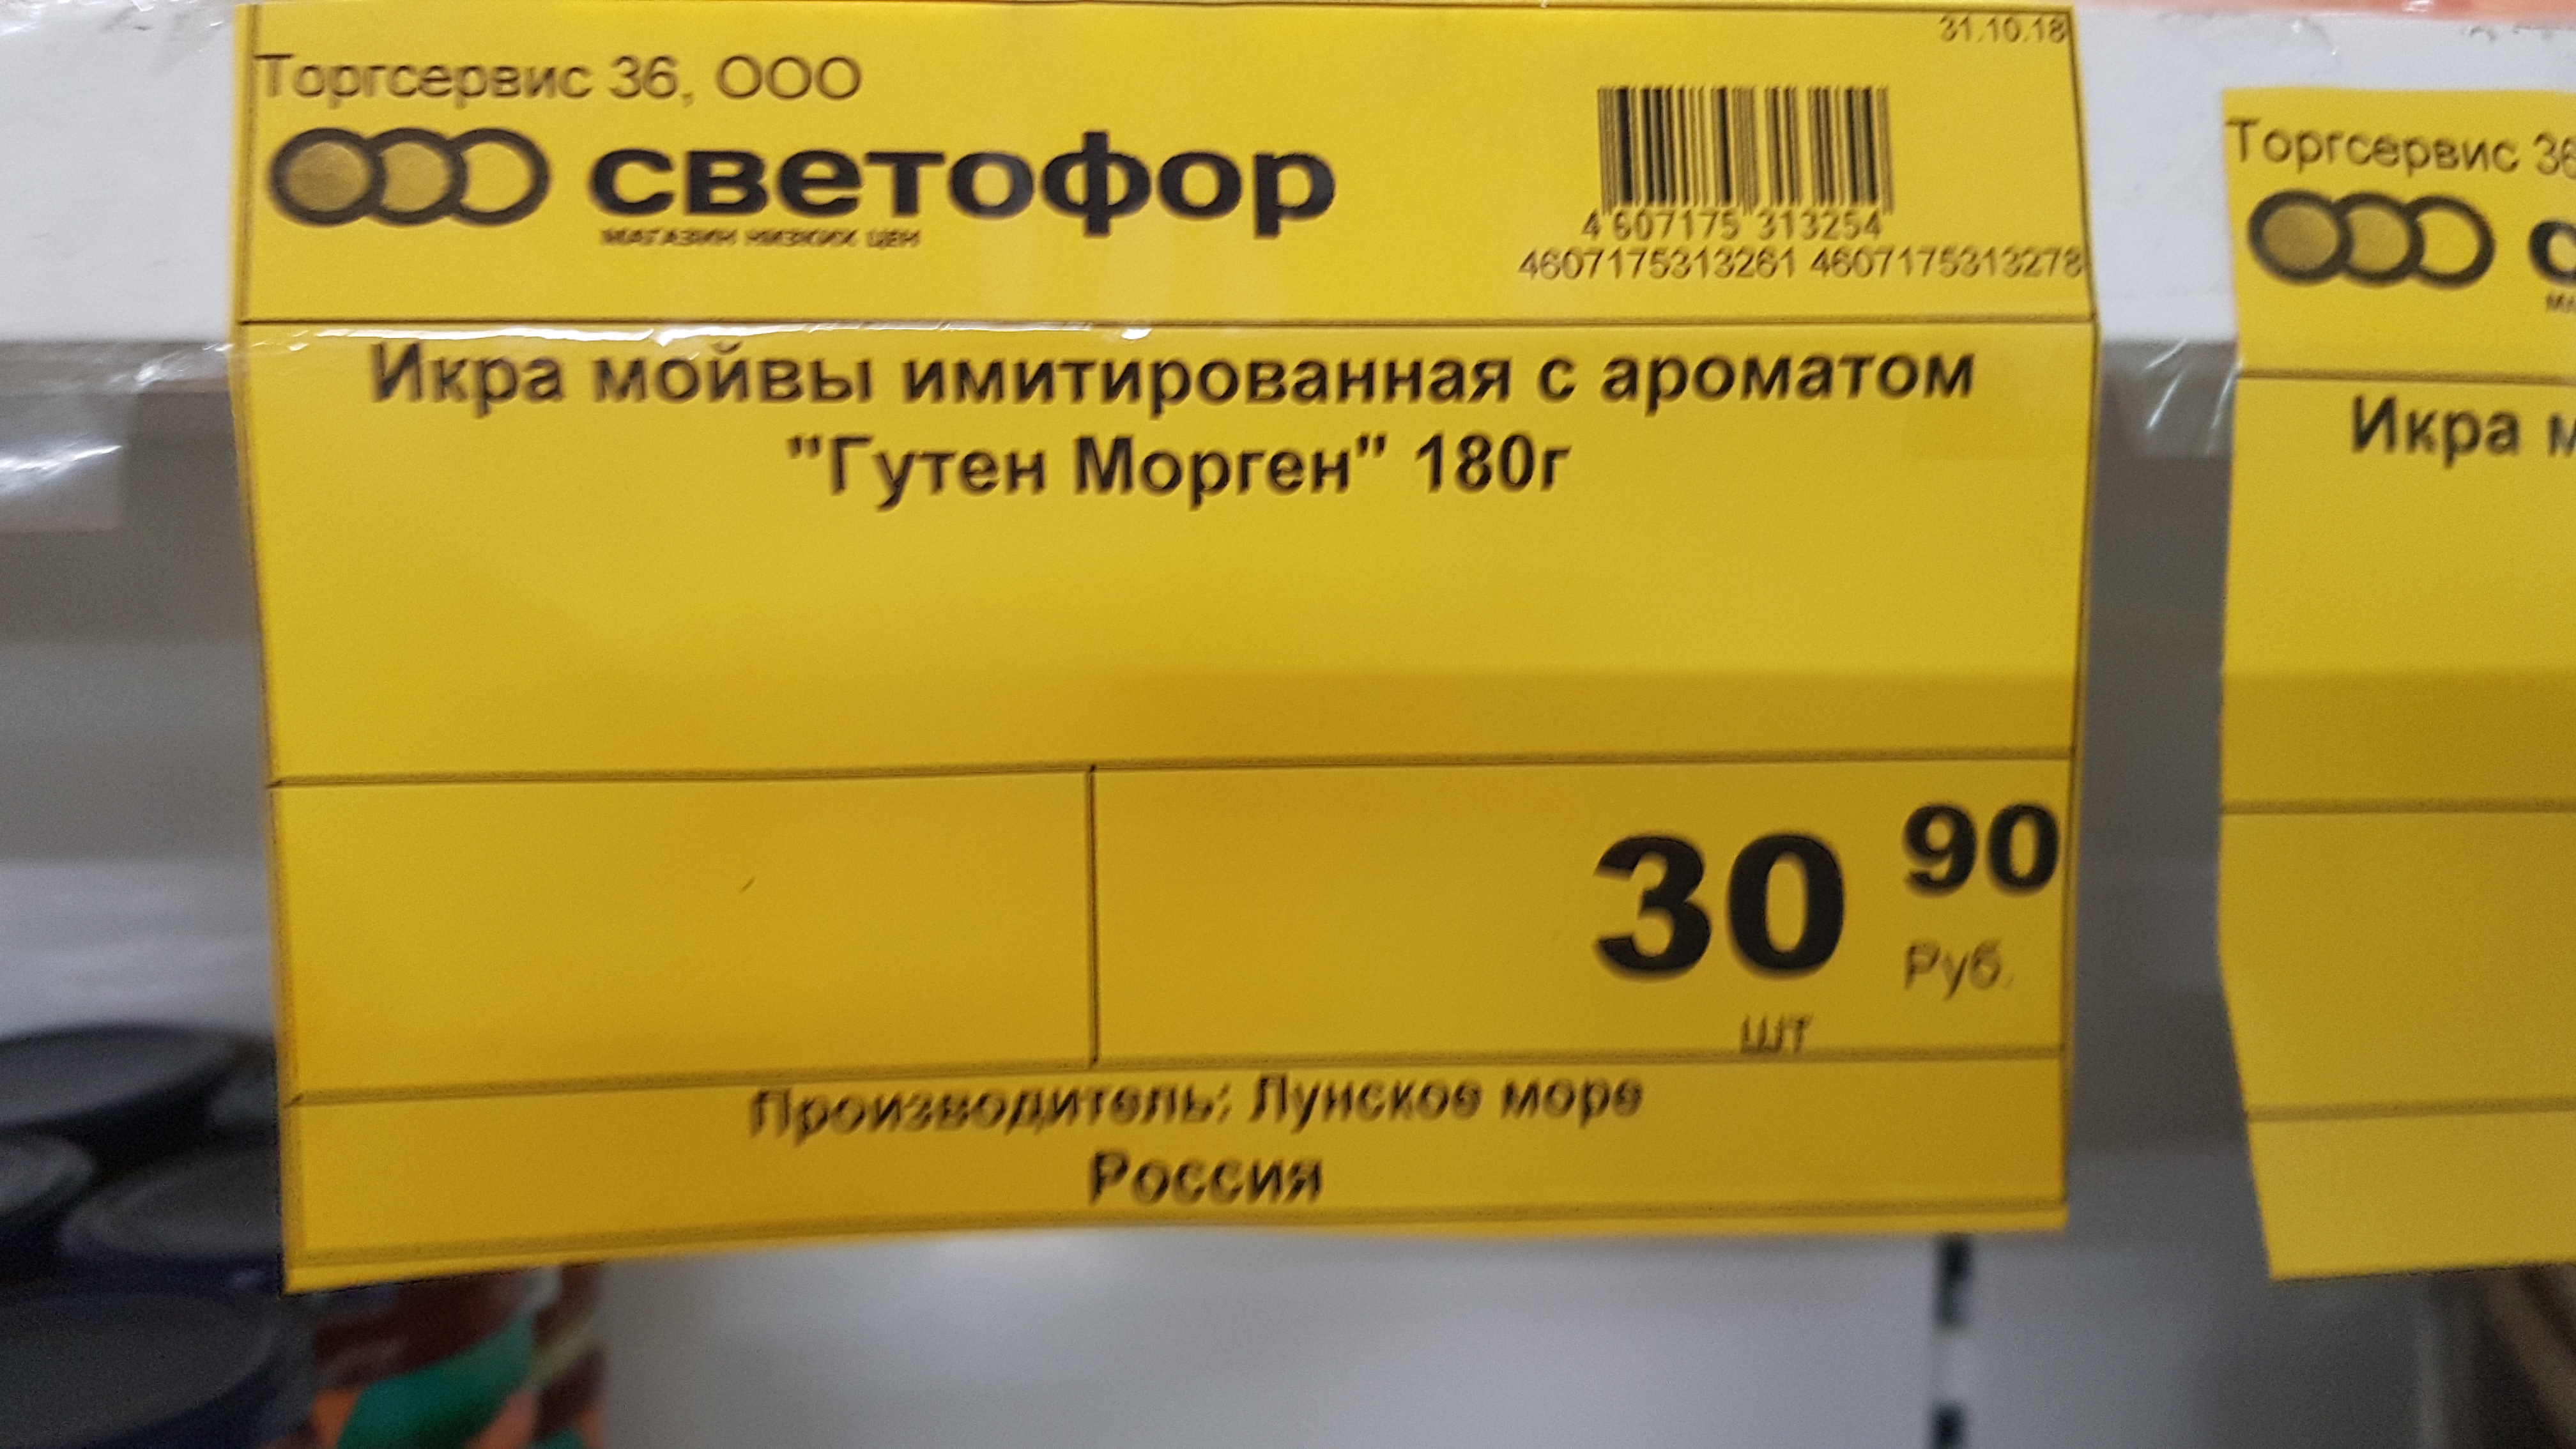 31.10.18
Торгсервис 36, ООО
светофор
МАГАЗИН НИЗКИХ ЦЕН
4 607175 313254
4607175313261 4607175313278
Икра мойвы имитированная с ароматом
"Гутен Морген" 180г
30 90
Руб.
шт
Производитель: Лунское море
Россия
Торгсервис 36
с
Икра м